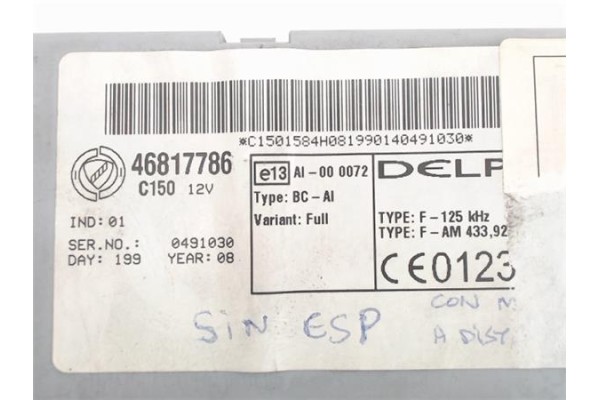 *C1501584H081990140491030*
46817786
C150 12V
IND:01
SER.NO.: 0491030
DAY: 199 YEAR: 08
e13 AI-00 0072
Type: BC-AI
Variant: Full
DELP
TYPE: F-125 kHz
TYPE: F-AM 433,92
CE0123
SIN ESP
CON
A